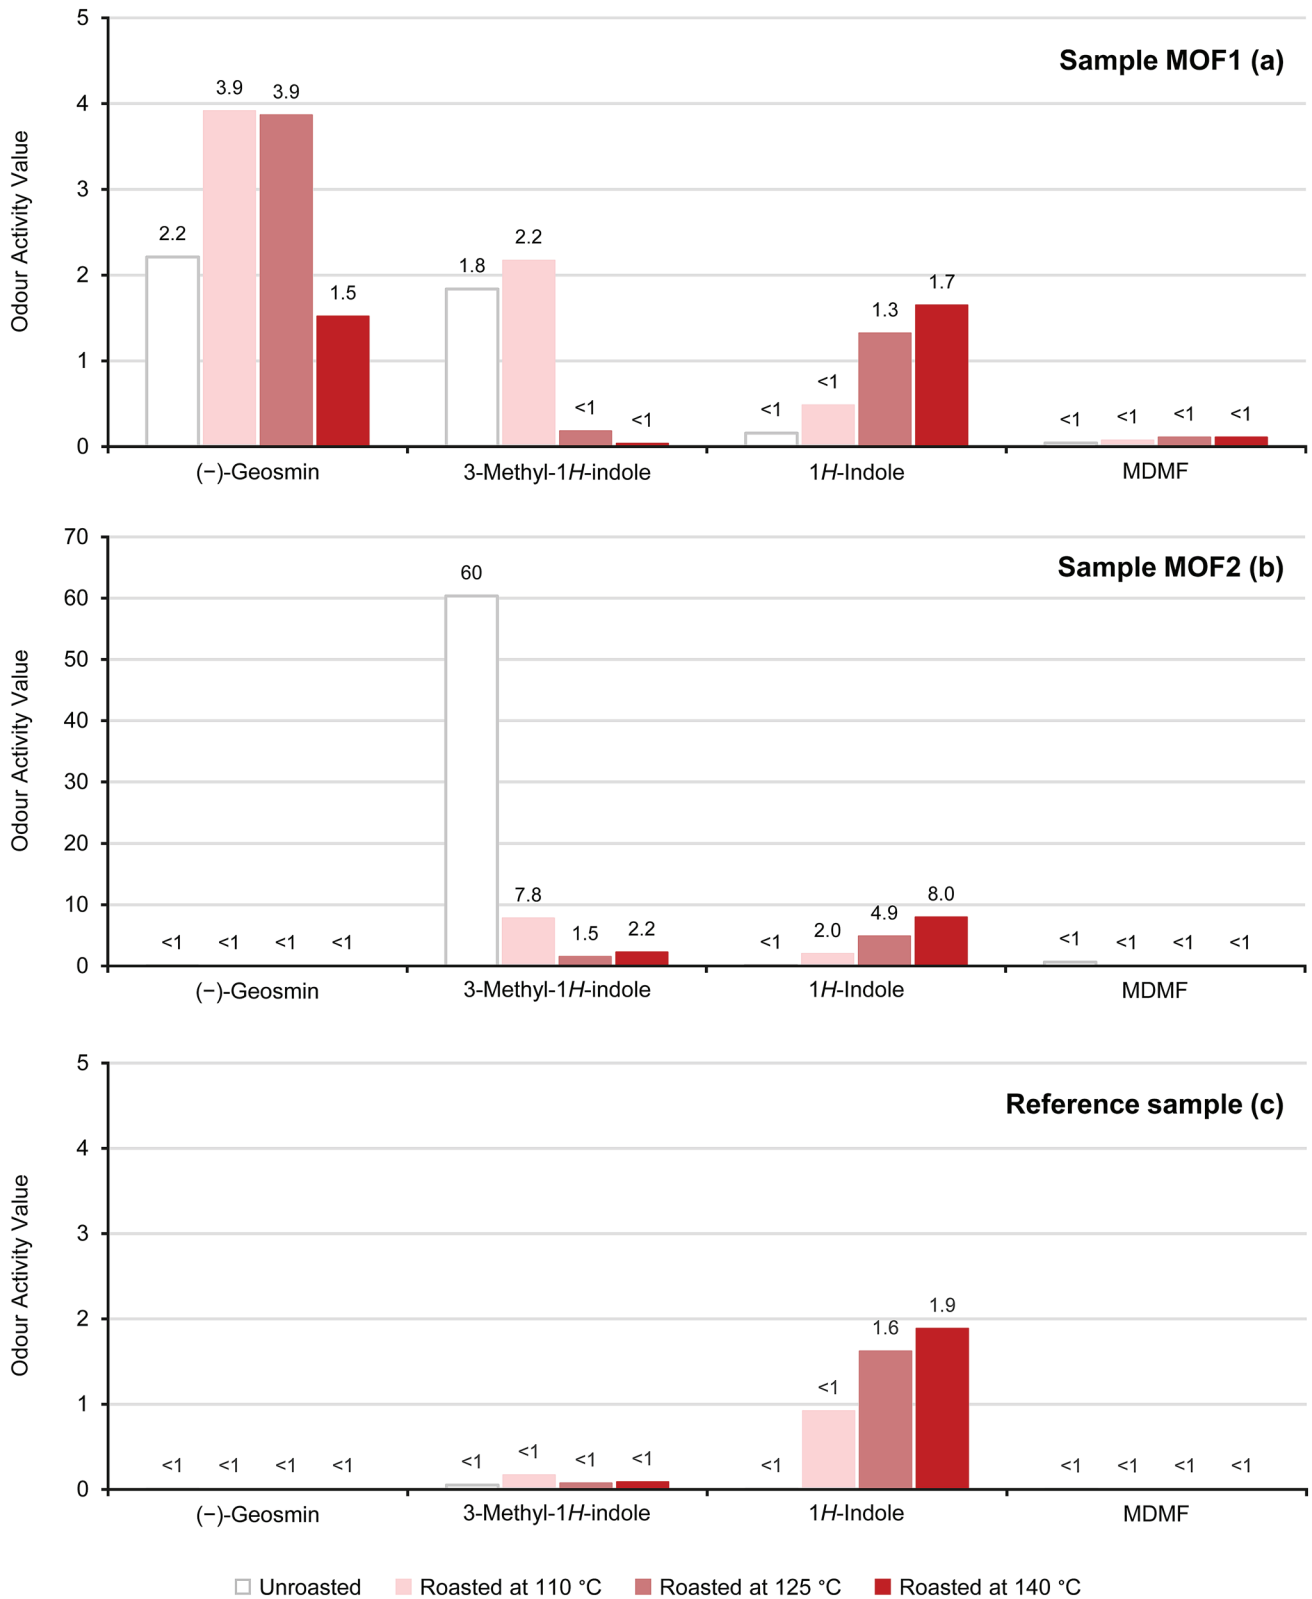 Sample MOF1 (a)
Odour Activity Value
5
4
3
2
1
0
2.2 3.9 3.9 1.5
1.8 2.2 <1 <1
<1 <1 1.3 1.7
<1 <1 <1 <1
(−)-Geosmin 3-Methyl-1H-indole 1H-Indole MDMF
Sample MOF2 (b)
Odour Activity Value
70
60
50
40
30
20
10
0
<1 <1 <1 <1
60 7.8 1.5 2.2
<1 2.0 4.9 8.0
<1 <1 <1 <1
(−)-Geosmin 3-Methyl-1H-indole 1H-Indole MDMF
Reference sample (c)
Odour Activity Value
5
4
3
2
1
0
<1 <1 <1 <1
<1 <1 <1 <1
<1 <1 1.6 1.9
<1 <1 <1 <1
(−)-Geosmin 3-Methyl-1H-indole 1H-Indole MDMF
Unroasted Roasted at 110 °C Roasted at 125 °C Roasted at 140 °C